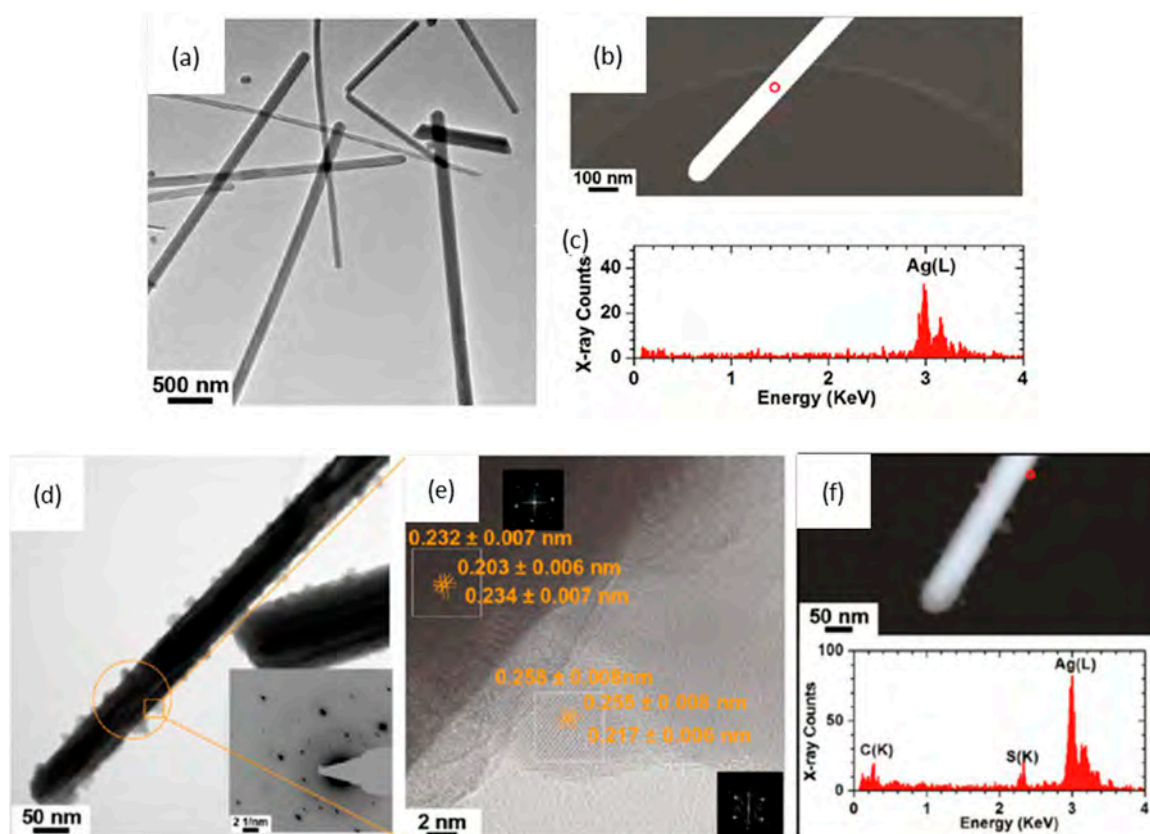 (a)
500 nm
(b)
100 nm
(c)
Ag(L)
X-ray Counts
40
20
0
0 1 2 3 4
Energy (KeV)
(d)
50 nm
2 1/nm
(e)
0.232 ± 0.007 nm
0.203 ± 0.006 nm
0.234 ± 0.007 nm
0.255 ± 0.008nm
0.255 ± 0.008 nm
0.217 ± 0.006 nm
2 nm
(f)
50 nm
X-ray Counts
100
50
0
C(K)
S(K)
Ag(L)
0 1 2 3 4
Energy (KeV)